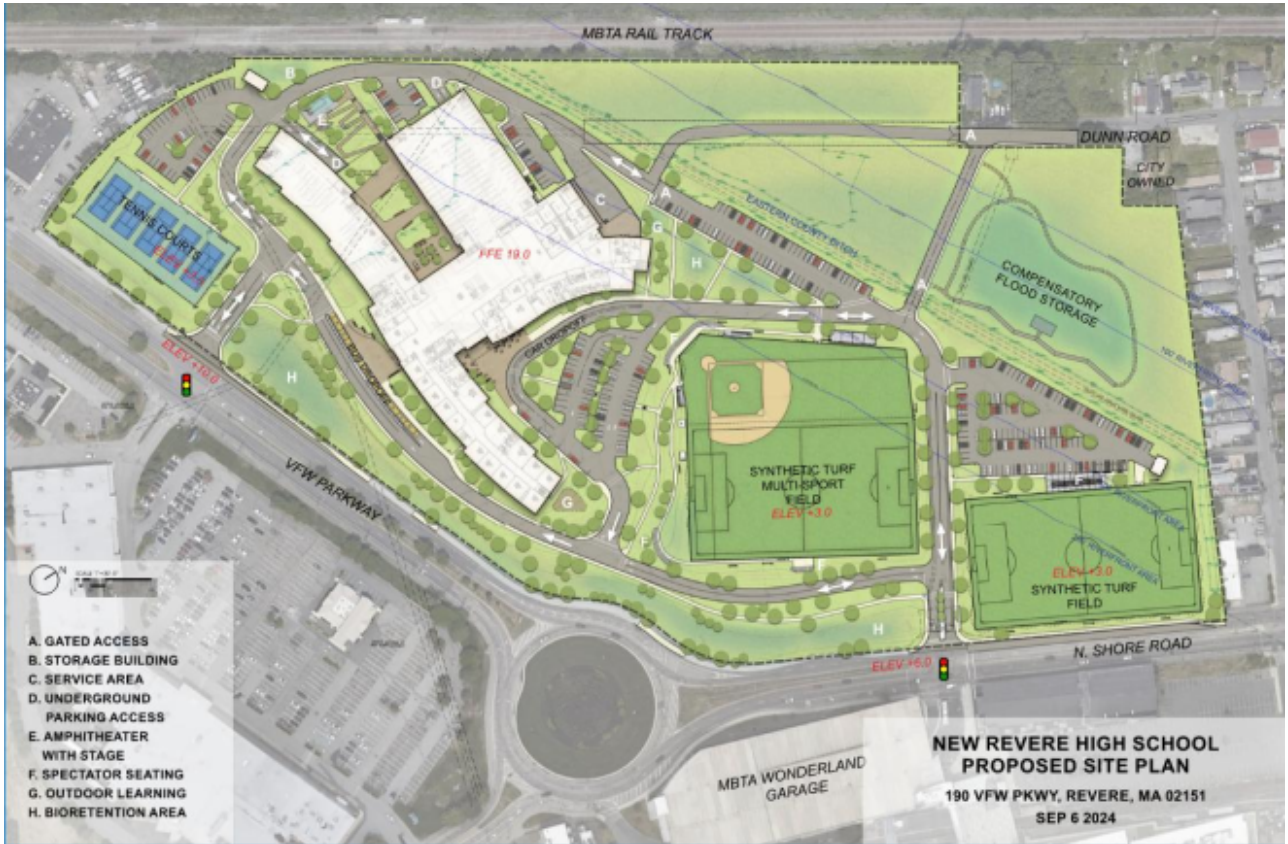 MBTA RAIL TRACK
B
D
A
DUNN ROAD
E
D
CITY
OWNED
A
C
TENNIS COURTS
EASTERN COUNTY DITCH
G
FFE 19.0
H
COMPENSATORY
FLOOD STORAGE
A
CAR DROPOFF
ELEV +10.0
H
VFW PARKWAY
SYNTHETIC TURF
MULTI-SPORT
FIELD
ELEV +3.0
G
ELEV +3.0
SYNTHETIC TURF
FIELD
H
N. SHORE ROAD
ELEV +6.0
N
A. GATED ACCESS
B. STORAGE BUILDING
C. SERVICE AREA
D. UNDERGROUND
PARKING ACCESS
E. AMPHITHEATER
WITH STAGE
F. SPECTATOR SEATING
G. OUTDOOR LEARNING
H. BIORETENTION AREA
MBTA WONDERLAND
GARAGE
NEW REVERE HIGH SCHOOL
PROPOSED SITE PLAN
190 VFW PKWY, REVERE, MA 02151
SEP 6 2024